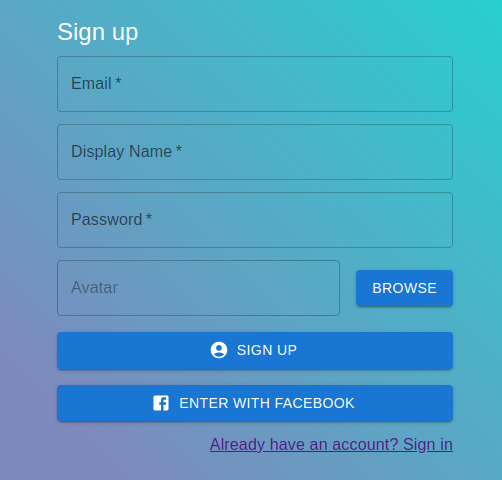 Sign up
Email *
Display Name *
Password *
Avatar
BROWSE
SIGN UP
ENTER WITH FACEBOOK
Already have an account? Sign in